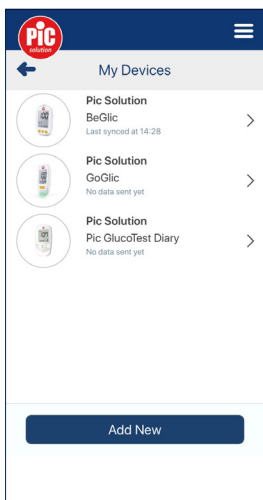 Pic
solution
My Devices
Pic Solution
BeGlic
Last synced at 14:28
Pic Solution
GoGlic
No data sent yet
Pic Solution
Pic GlucoTest Diary
No data sent yet
Add New